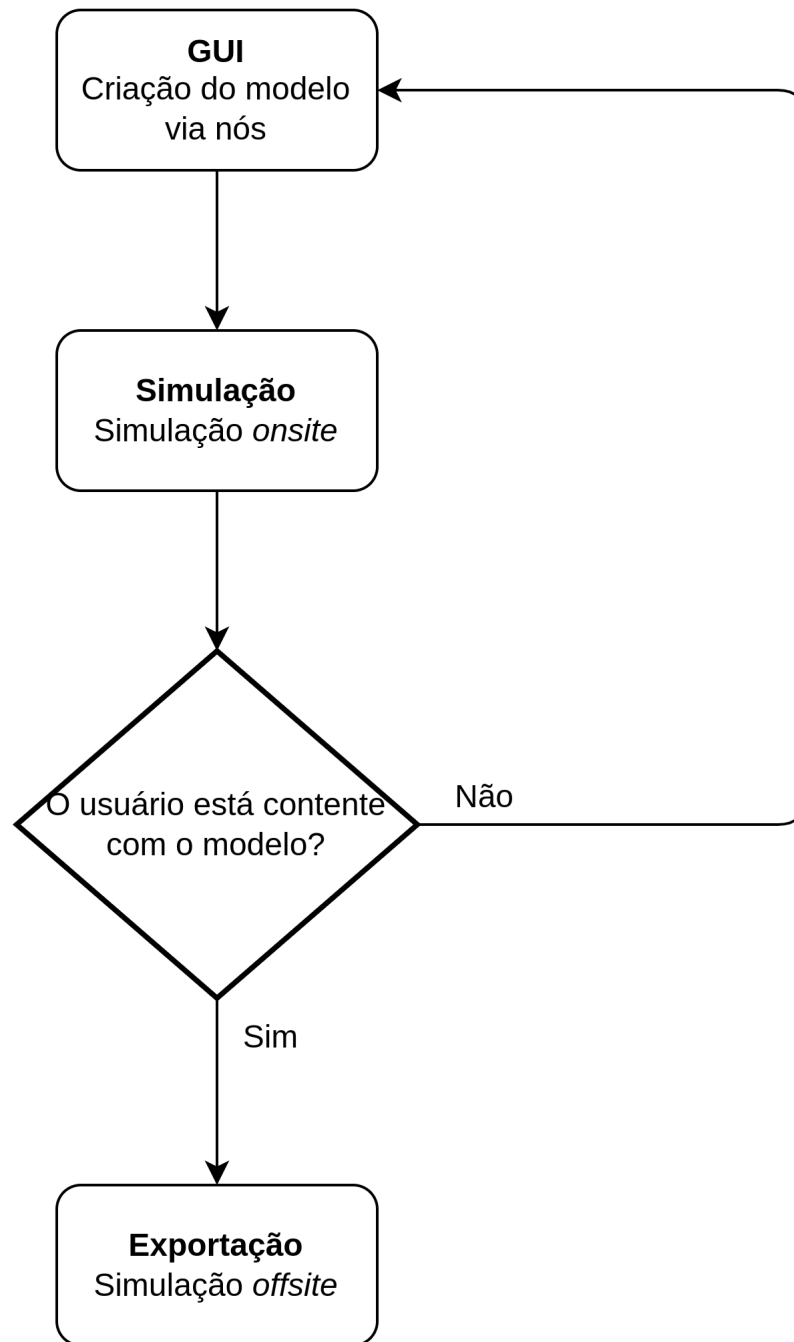 GUI
Criação do modelo
via nós
Simulação
Simulação onsite
O usuário está contente
com o modelo?
Não
Sim
Exportação
Simulação offsite